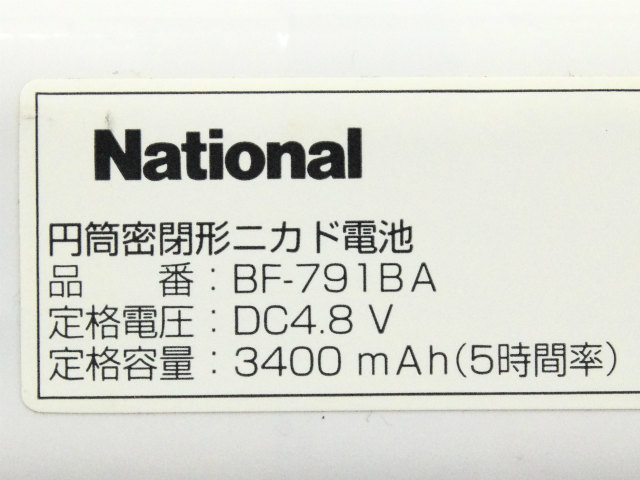 National
円筒密閉形ニカド電池
品　　番：BF-791BA
定格電圧：DC4.8 V
定格容量：3400 mAh(5時間率)